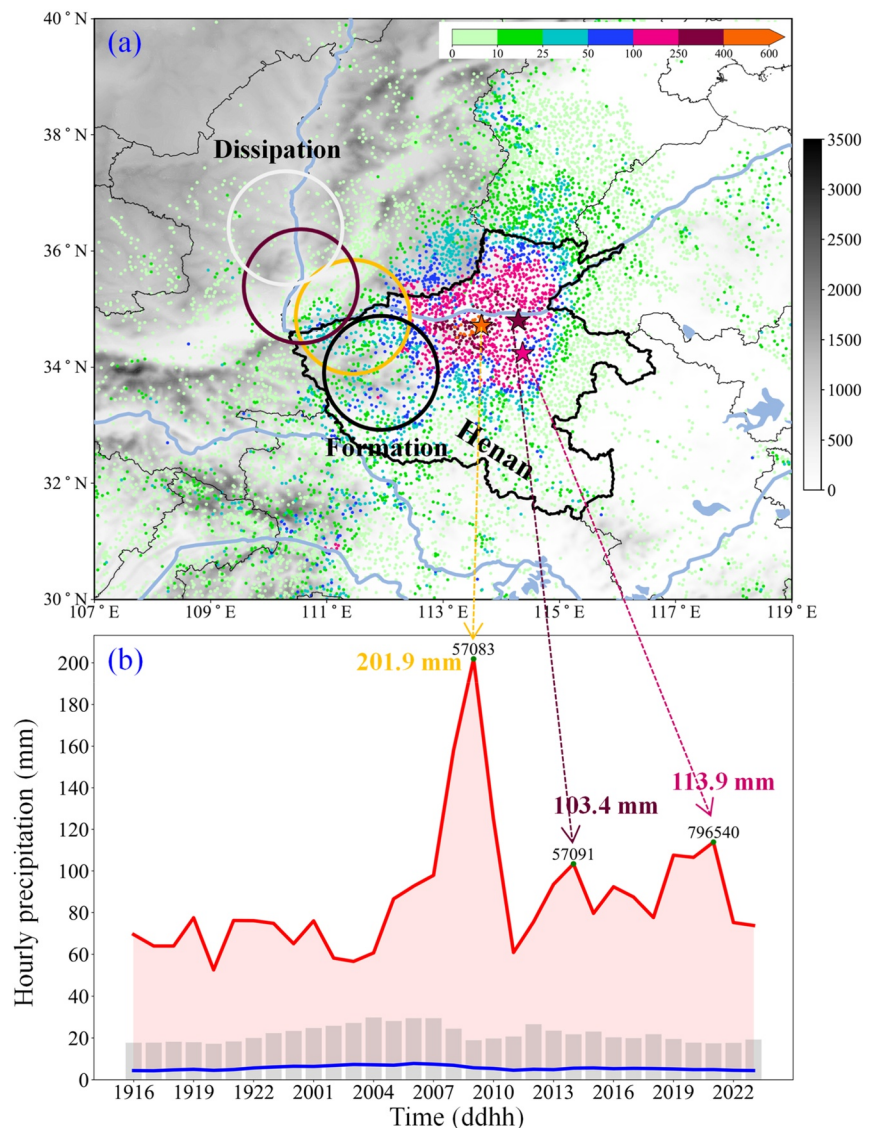 40° N
(a)
0 10 25 50 100 250 400 600
38° N
Dissipation
3500
3000
36° N
2500
2000
34° N
1500
Henan
1000
Formation
32° N
500
0
30° N
107° E 109° E 111° E 113° E 115° E 117° E 119° E
(b)
57083
200
201.9 mm
180
160
140
113.9 mm
103.4 mm
120
796540
57091
100
80
60
40
20
0
Hourly precipitation (mm)
1916 1919 1922 2001 2004 2007 2010 2013 2016 2019 2022
Time (ddhh)